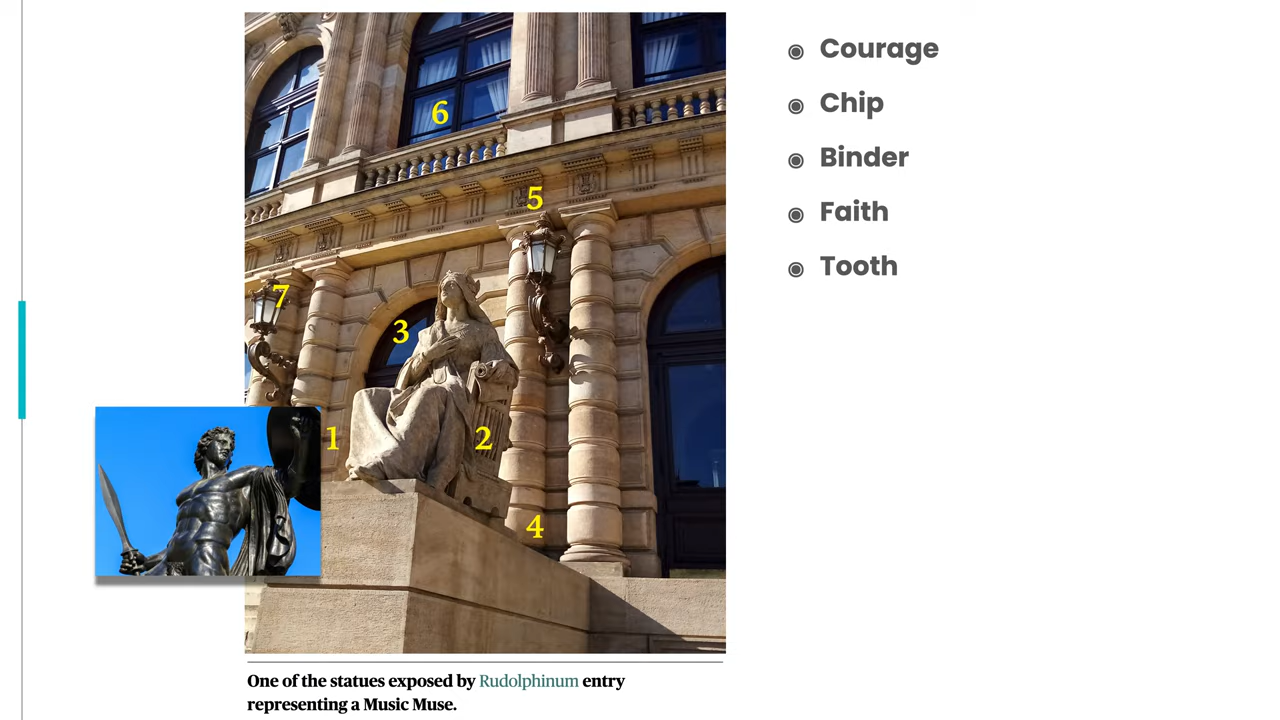 6
5
7
3
1
2
4
One of the statues exposed by Rudolphinum entry
representing a Music Muse.
Courage
Chip
Binder
Faith
Tooth